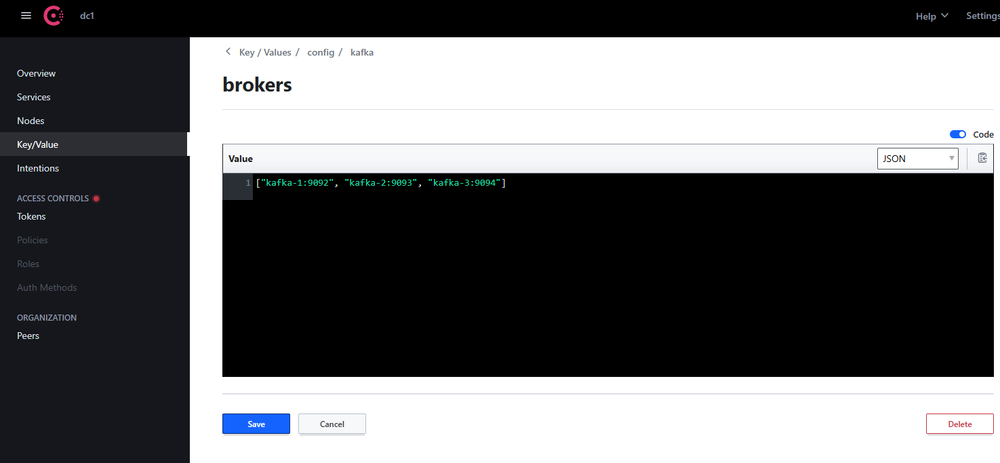 dc1
Help
Settings
Overview
Services
Nodes
Key/Value
Intentions
ACCESS CONTROLS
Tokens
Policies
Roles
Auth Methods
ORGANIZATION
Peers
Key / Values / config / kafka
brokers
Code
Value
JSON
1 ["kafka-1:9092", "kafka-2:9093", "kafka-3:9094"]
Save
Cancel
Delete